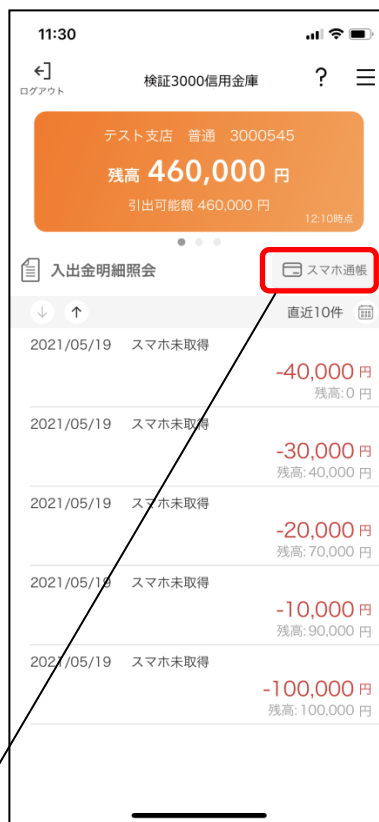 11:30
ログアウト
検証3000信用金庫
?
テスト支店 普通 3000545
残高 460,000 円
引出可能額 460,000 円
12:10時点
入出金明細照会
スマホ通帳
↓ ↑ 直近10件
2021/05/19 スマホ未取得
-40,000 円
残高:0 円
2021/05/19 スマホ未取得
-30,000 円
残高:40,000 円
2021/05/19 スマホ未取得
-20,000 円
残高:70,000 円
2021/05/19 スマホ未取得
-10,000 円
残高:90,000 円
2021/05/19 スマホ未取得
-100,000 円
残高:100,000 円